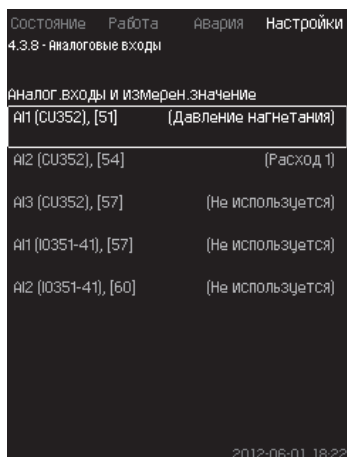 Состояние Работа Авария Настройки
4.3.8 - Аналоговые входы
Аналог.входы и измерен.значение
AI1 (CU352), [51] (Давление нагнетания)
AI2 (CU352), [54] (Расход 1)
AI3 (CU352), [57] (Не используется)
AI1 (IO351-41), [57] (Не используется)
AI2 (IO351-41), [60] (Не используется)
2012-06-01 18:22